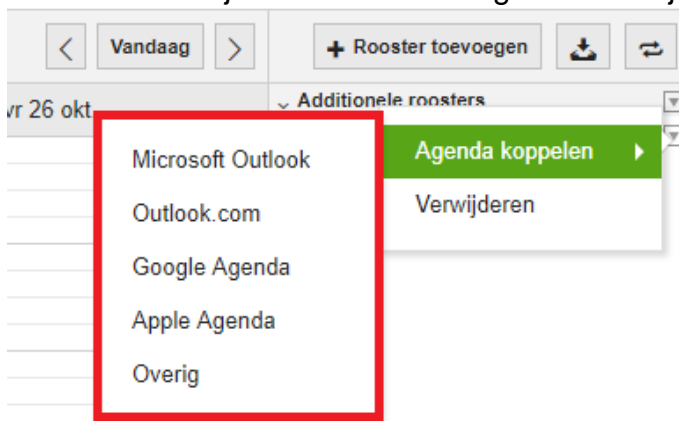 Vandaag
+ Rooster toevoegen
vr 26 okt.
Additionele roosters
Agenda koppelen
Verwijderen
Microsoft Outlook
Outlook.com
Google Agenda
Apple Agenda
Overig